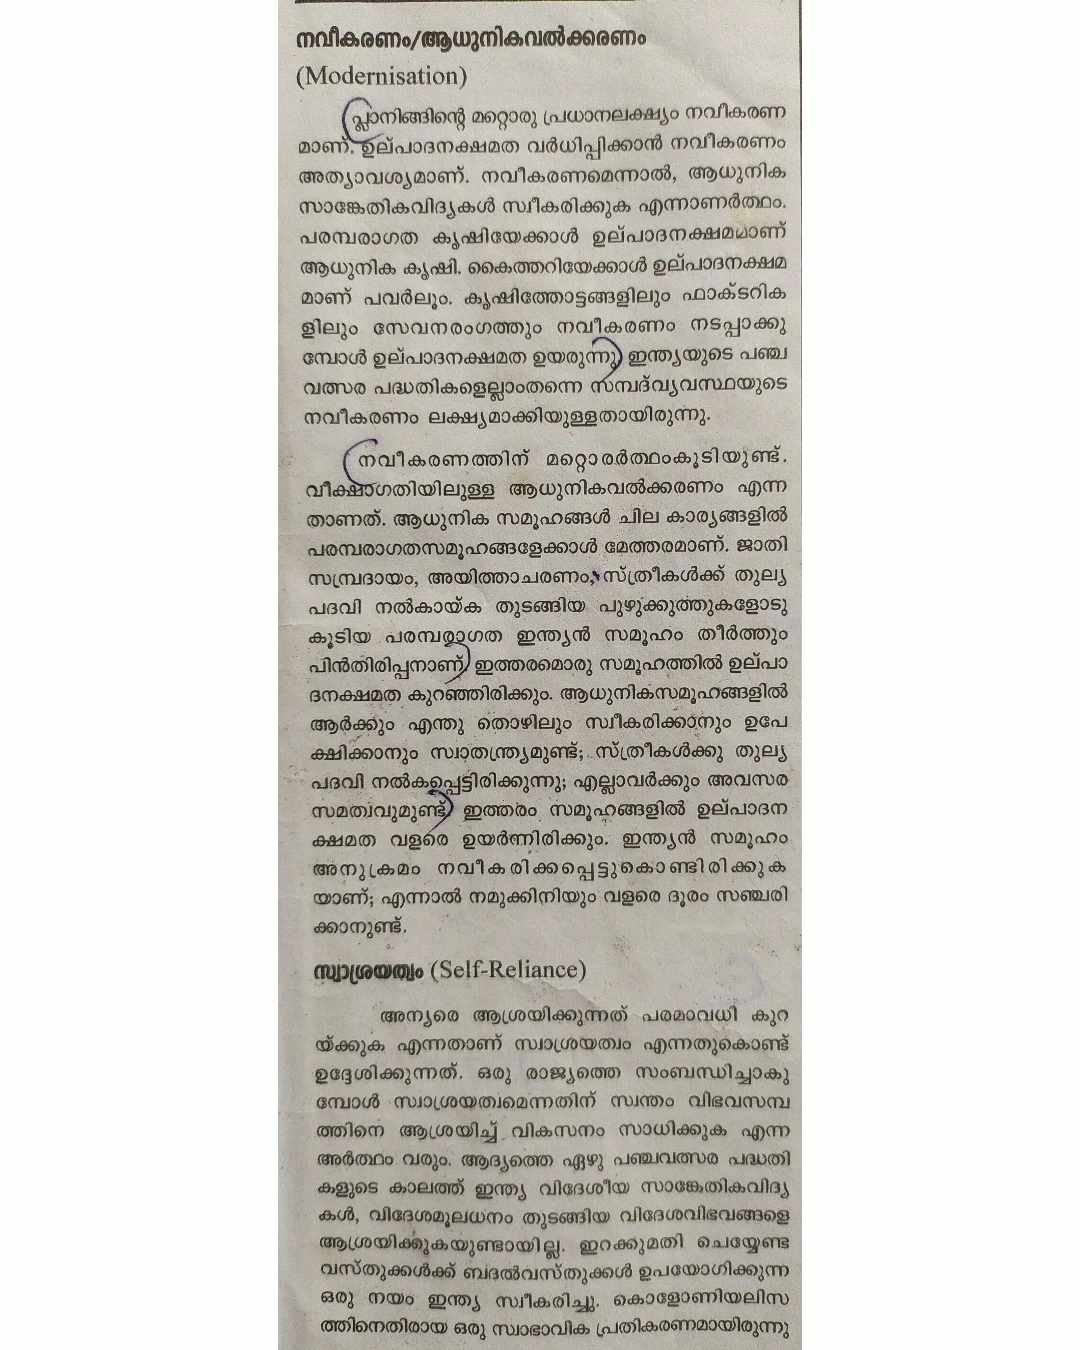 നവീകരണം/ആധുനികവൽക്കരണം
(Modernisation)
പ്ലാനിങ്ങിന്റെ മറ്റൊരു പ്രധാനലക്ഷ്യം നവീകരണ
മാണ്. ഉല്പാദനക്ഷമത വർധിപ്പിക്കാൻ നവീകരണം
അത്യാവശ്യമാണ്. നവീകരണമെന്നാൽ, ആധുനിക
സാങ്കേതികവിദ്യകൾ സ്വീകരിക്കുക എന്നാണർത്ഥം.
പരമ്പരാഗത കൃഷിയേക്കാൾ ഉല്പാദനക്ഷമമാണ്
ആധുനിക കൃഷി. കൈത്തറിയേക്കാൾ ഉല്പാദനക്ഷമ
മാണ് പവർലൂം. കൃഷിത്തോട്ടങ്ങളിലും ഫാക്ടറിക
ളിലും സേവനരംഗത്തും നവീകരണം നടപ്പാക്കു
മ്പോൾ ഉല്പാദനക്ഷമത ഉയരുന്നു. ഇന്ത്യയുടെ പഞ്ച
വത്സര പദ്ധതികളെല്ലാംതന്നെ സമ്പദ്‌വ്യവസ്ഥയുടെ
നവീകരണം ലക്ഷ്യമാക്കിയുള്ളതായിരുന്നു.
നവീകരണത്തിന് മറ്റൊരർത്ഥംകൂടിയുണ്ട്.
വീക്ഷാഗതിയിലുള്ള ആധുനികവൽക്കരണം എന്ന
താണത്. ആധുനിക സമൂഹങ്ങൾ ചില കാര്യങ്ങളിൽ
പരമ്പരാഗതസമൂഹങ്ങളേക്കാൾ മേത്തരമാണ്. ജാതി
സമ്പ്രദായം, അയിത്താചരണം, സ്ത്രീകൾക്ക് തുല്യ
പദവി നൽകായ്ക തുടങ്ങിയ പുഴുക്കുത്തുകളോടു
കൂടിയ പരമ്പരാഗത ഇന്ത്യൻ സമൂഹം തീർത്തും
പിൻതിരിപ്പനാണ്. ഇത്തരമൊരു സമൂഹത്തിൽ ഉല്പാ
ദനക്ഷമത കുറഞ്ഞിരിക്കും. ആധുനികസമൂഹങ്ങളിൽ
ആർക്കും എന്തു തൊഴിലും സ്വീകരിക്കാനും ഉപേ
ക്ഷിക്കാനും സ്വാതന്ത്ര്യമുണ്ട്; സ്ത്രീകൾക്കു തുല്യ
പദവി നൽകപ്പെട്ടിരിക്കുന്നു; എല്ലാവർക്കും അവസര
സമത്വവുമുണ്ട്. ഇത്തരം സമൂഹങ്ങളിൽ ഉല്പാദന
ക്ഷമത വളരെ ഉയർന്നിരിക്കും. ഇന്ത്യൻ സമൂഹം
അനുക്രമം നവീകരിക്കപ്പെട്ടുകൊണ്ടിരിക്കുക
യാണ്; എന്നാൽ നമുക്കിനിയും വളരെ ദൂരം സഞ്ചരി
ക്കാനുണ്ട്.
സ്വാശ്രയത്വം (Self-Reliance)
അന്യരെ ആശ്രയിക്കുന്നത് പരമാവധി കുറ
യ്ക്കുക എന്നതാണ് സ്വാശ്രയത്വം എന്നതുകൊണ്ട്
ഉദ്ദേശിക്കുന്നത്. ഒരു രാജ്യത്തെ സംബന്ധിച്ചാകു
മ്പോൾ സ്വാശ്രയത്വമെന്നതിന് സ്വന്തം വിഭവസമ്പ
ത്തിനെ ആശ്രയിച്ച് വികസനം സാധിക്കുക എന്ന
അർത്ഥം വരും. ആദ്യത്തെ ഏഴു പഞ്ചവത്സര പദ്ധതി
കളുടെ കാലത്ത് ഇന്ത്യ വിദേശീയ സാങ്കേതികവിദ്യ
കൾ, വിദേശമൂലധനം തുടങ്ങിയ വിദേശവിഭവങ്ങളെ
ആശ്രയിക്കുകയുണ്ടായില്ല. ഇറക്കുമതി ചെയ്യേണ്ട
വസ്തുക്കൾക്ക് ബദൽവസ്തുക്കൾ ഉപയോഗിക്കുന്ന
ഒരു നയം ഇന്ത്യ സ്വീകരിച്ചു. കൊളോണിയലിസ
ത്തിനെതിരായ ഒരു സ്വാഭാവിക പ്രതികരണമായിരുന്നു